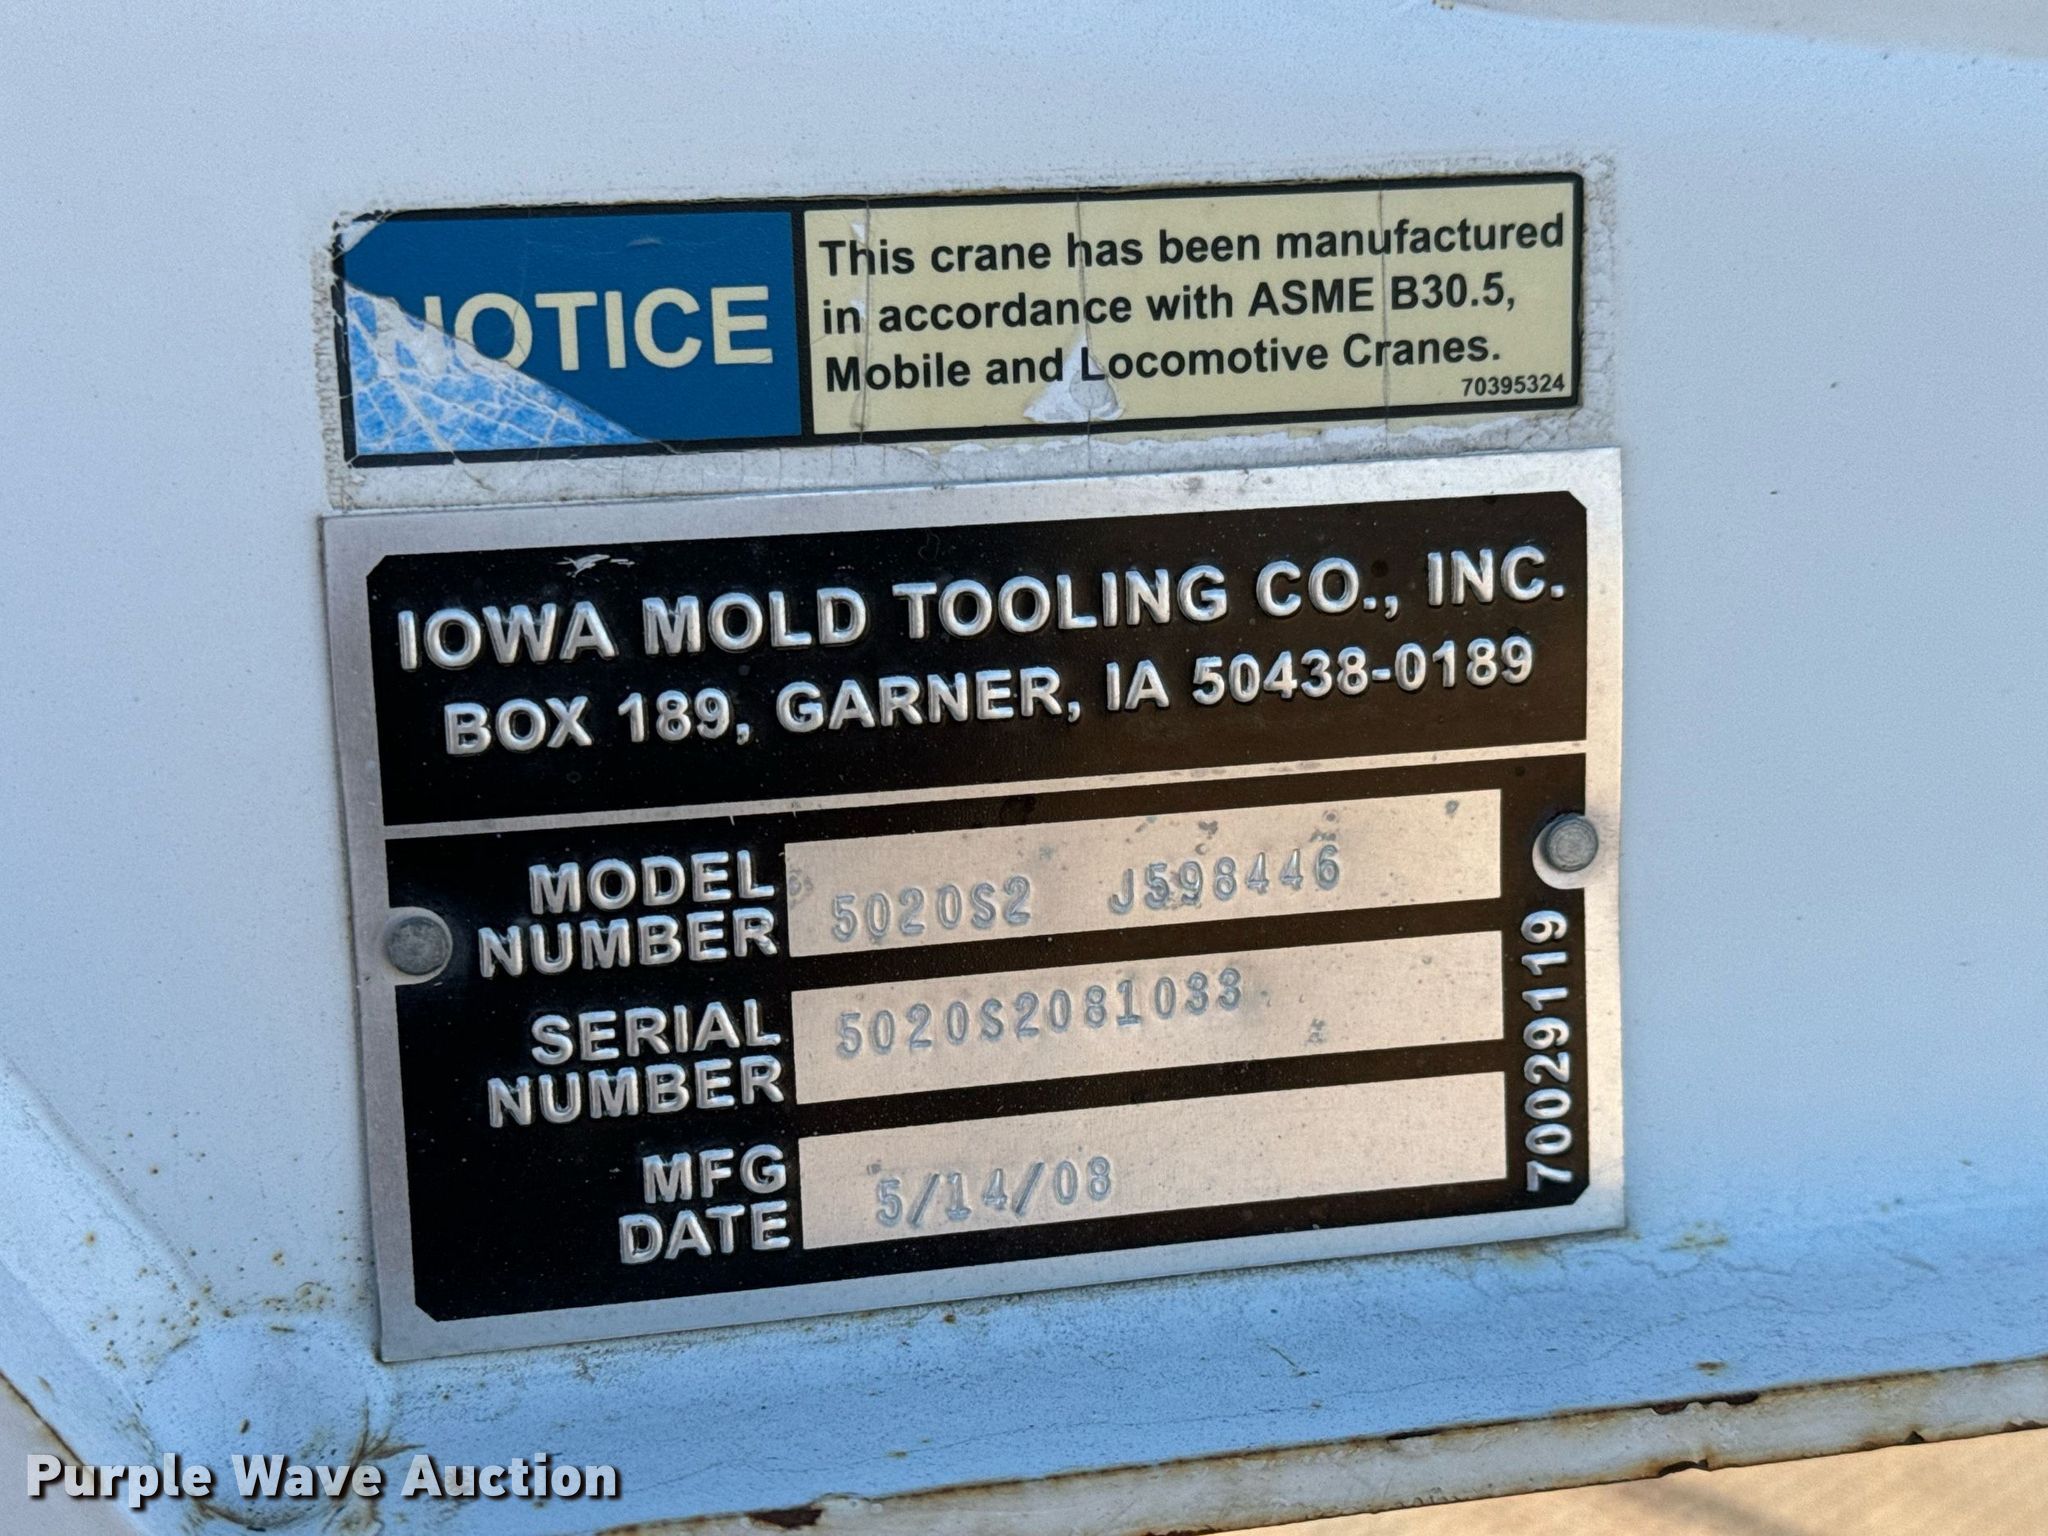 NOTICE
This crane has been manufactured
in accordance with ASME B30.5,
Mobile and Locomotive Cranes.
70395324
IOWA MOLD TOOLING CO., INC.
BOX 189, GARNER, IA 50438-0189
MODEL NUMBER 5020S2 J598446
SERIAL NUMBER 5020S2081033
MFG DATE 5/14/08
70029119
Purple Wave Auction